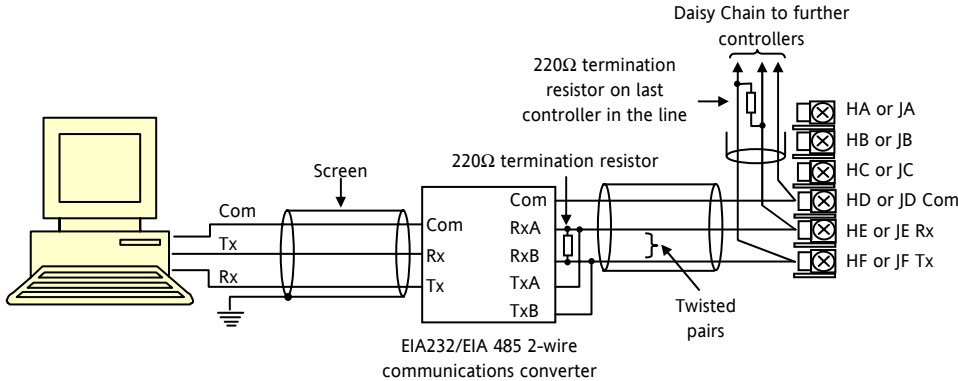 Daisy Chain to further
controllers
220Ω termination
resistor on last
controller in the line
HA or JA
HB or JB
HC or JC
HD or JD Com
HE or JE Rx
HF or JF Tx
Screen
220Ω termination resistor
Com
Tx
Rx
Com
Rx
Tx
Com
RxA
RxB
TxA
TxB
Twisted
pairs
EIA232/EIA 485 2-wire
communications converter